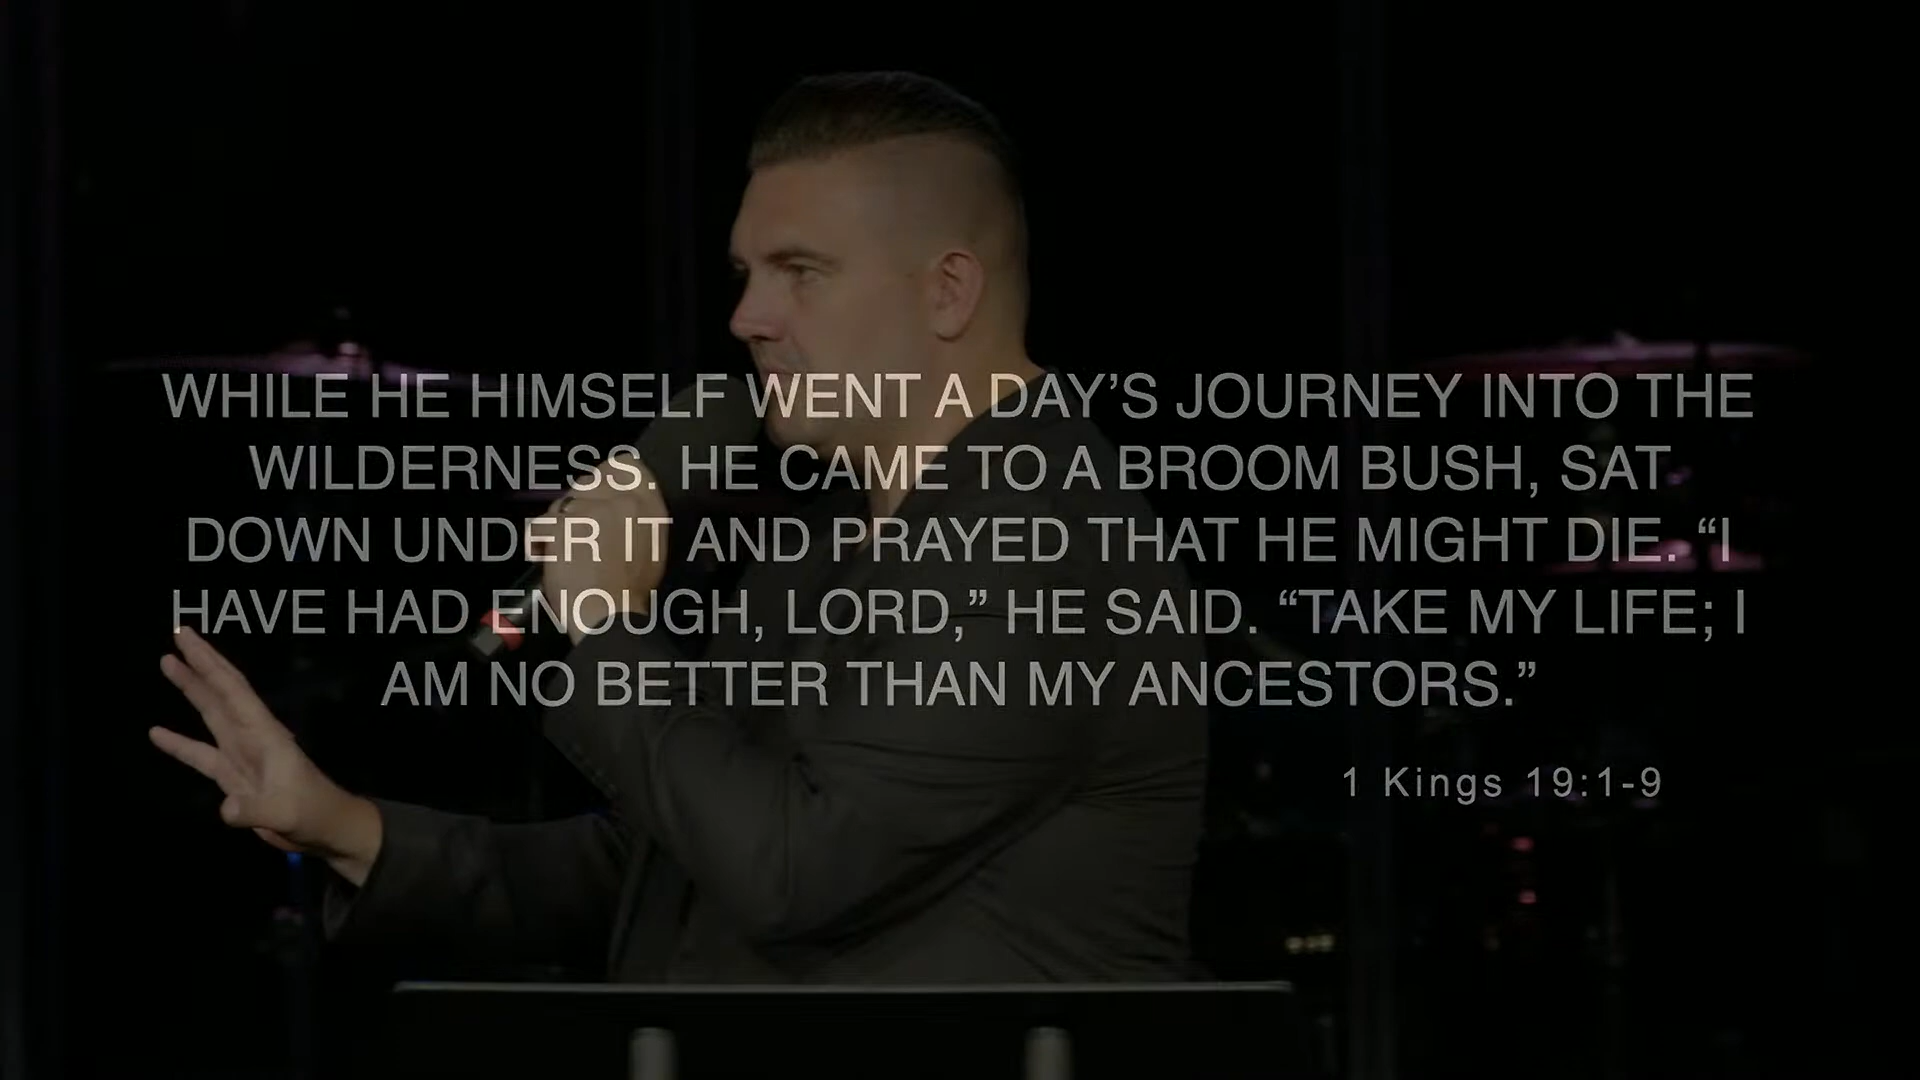 WHILE HE HIMSELF WENT A DAY’S JOURNEY INTO THE
WILDERNESS. HE CAME TO A BROOM BUSH, SAT
DOWN UNDER IT AND PRAYED THAT HE MIGHT DIE. “I
HAVE HAD ENOUGH, LORD,” HE SAID. “TAKE MY LIFE; I
AM NO BETTER THAN MY ANCESTORS.”
1 Kings 19:1-9